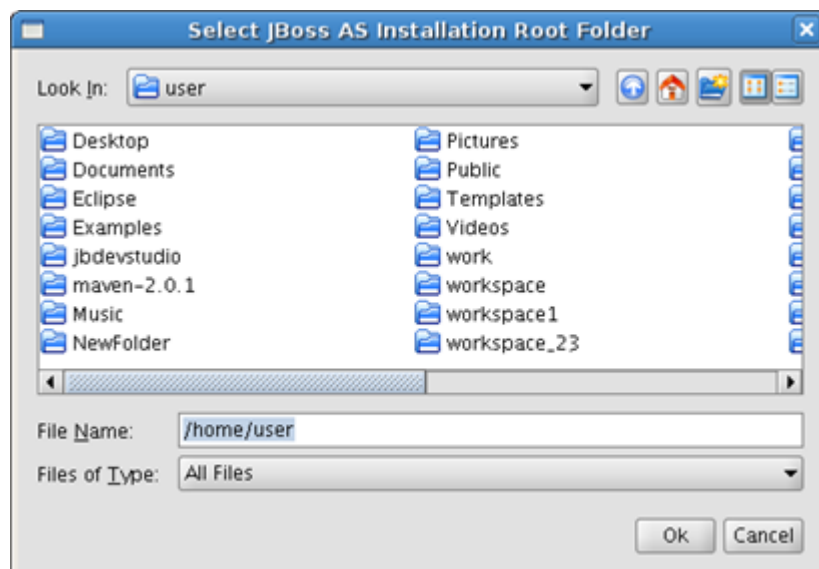 Select JBoss AS Installation Root Folder
Look In: user
Desktop
Documents
Eclipse
Examples
jbdevstudio
maven-2.0.1
Music
NewFolder
Pictures
Public
Templates
Videos
work
workspace
workspace1
workspace_23
File Name: /home/user
Files of Type: All Files
Ok Cancel